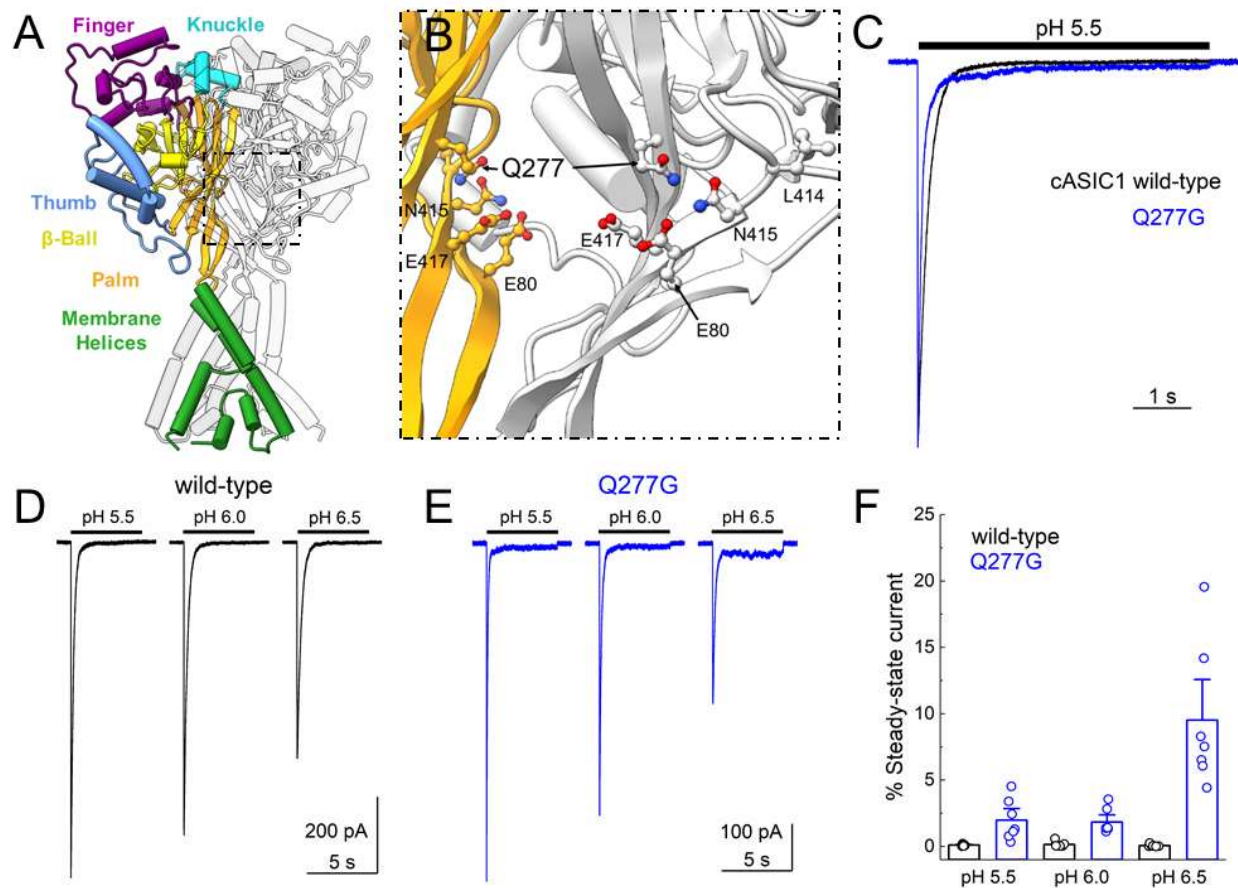 A
Finger
Knuckle
Thumb
β-Ball
Palm
Membrane
Helices
B
Q277
N415
E417
E80
L414
E417
N415
E80
C
pH 5.5
cASIC1 wild-type
Q277G
1 s
D
wild-type
pH 5.5 pH 6.0 pH 6.5
200 pA
5 s
E
Q277G
pH 5.5 pH 6.0 pH 6.5
100 pA
5 s
F
% Steady-state current
25
20
15
10
5
0
wild-type
Q277G
pH 5.5 pH 6.0 pH 6.5